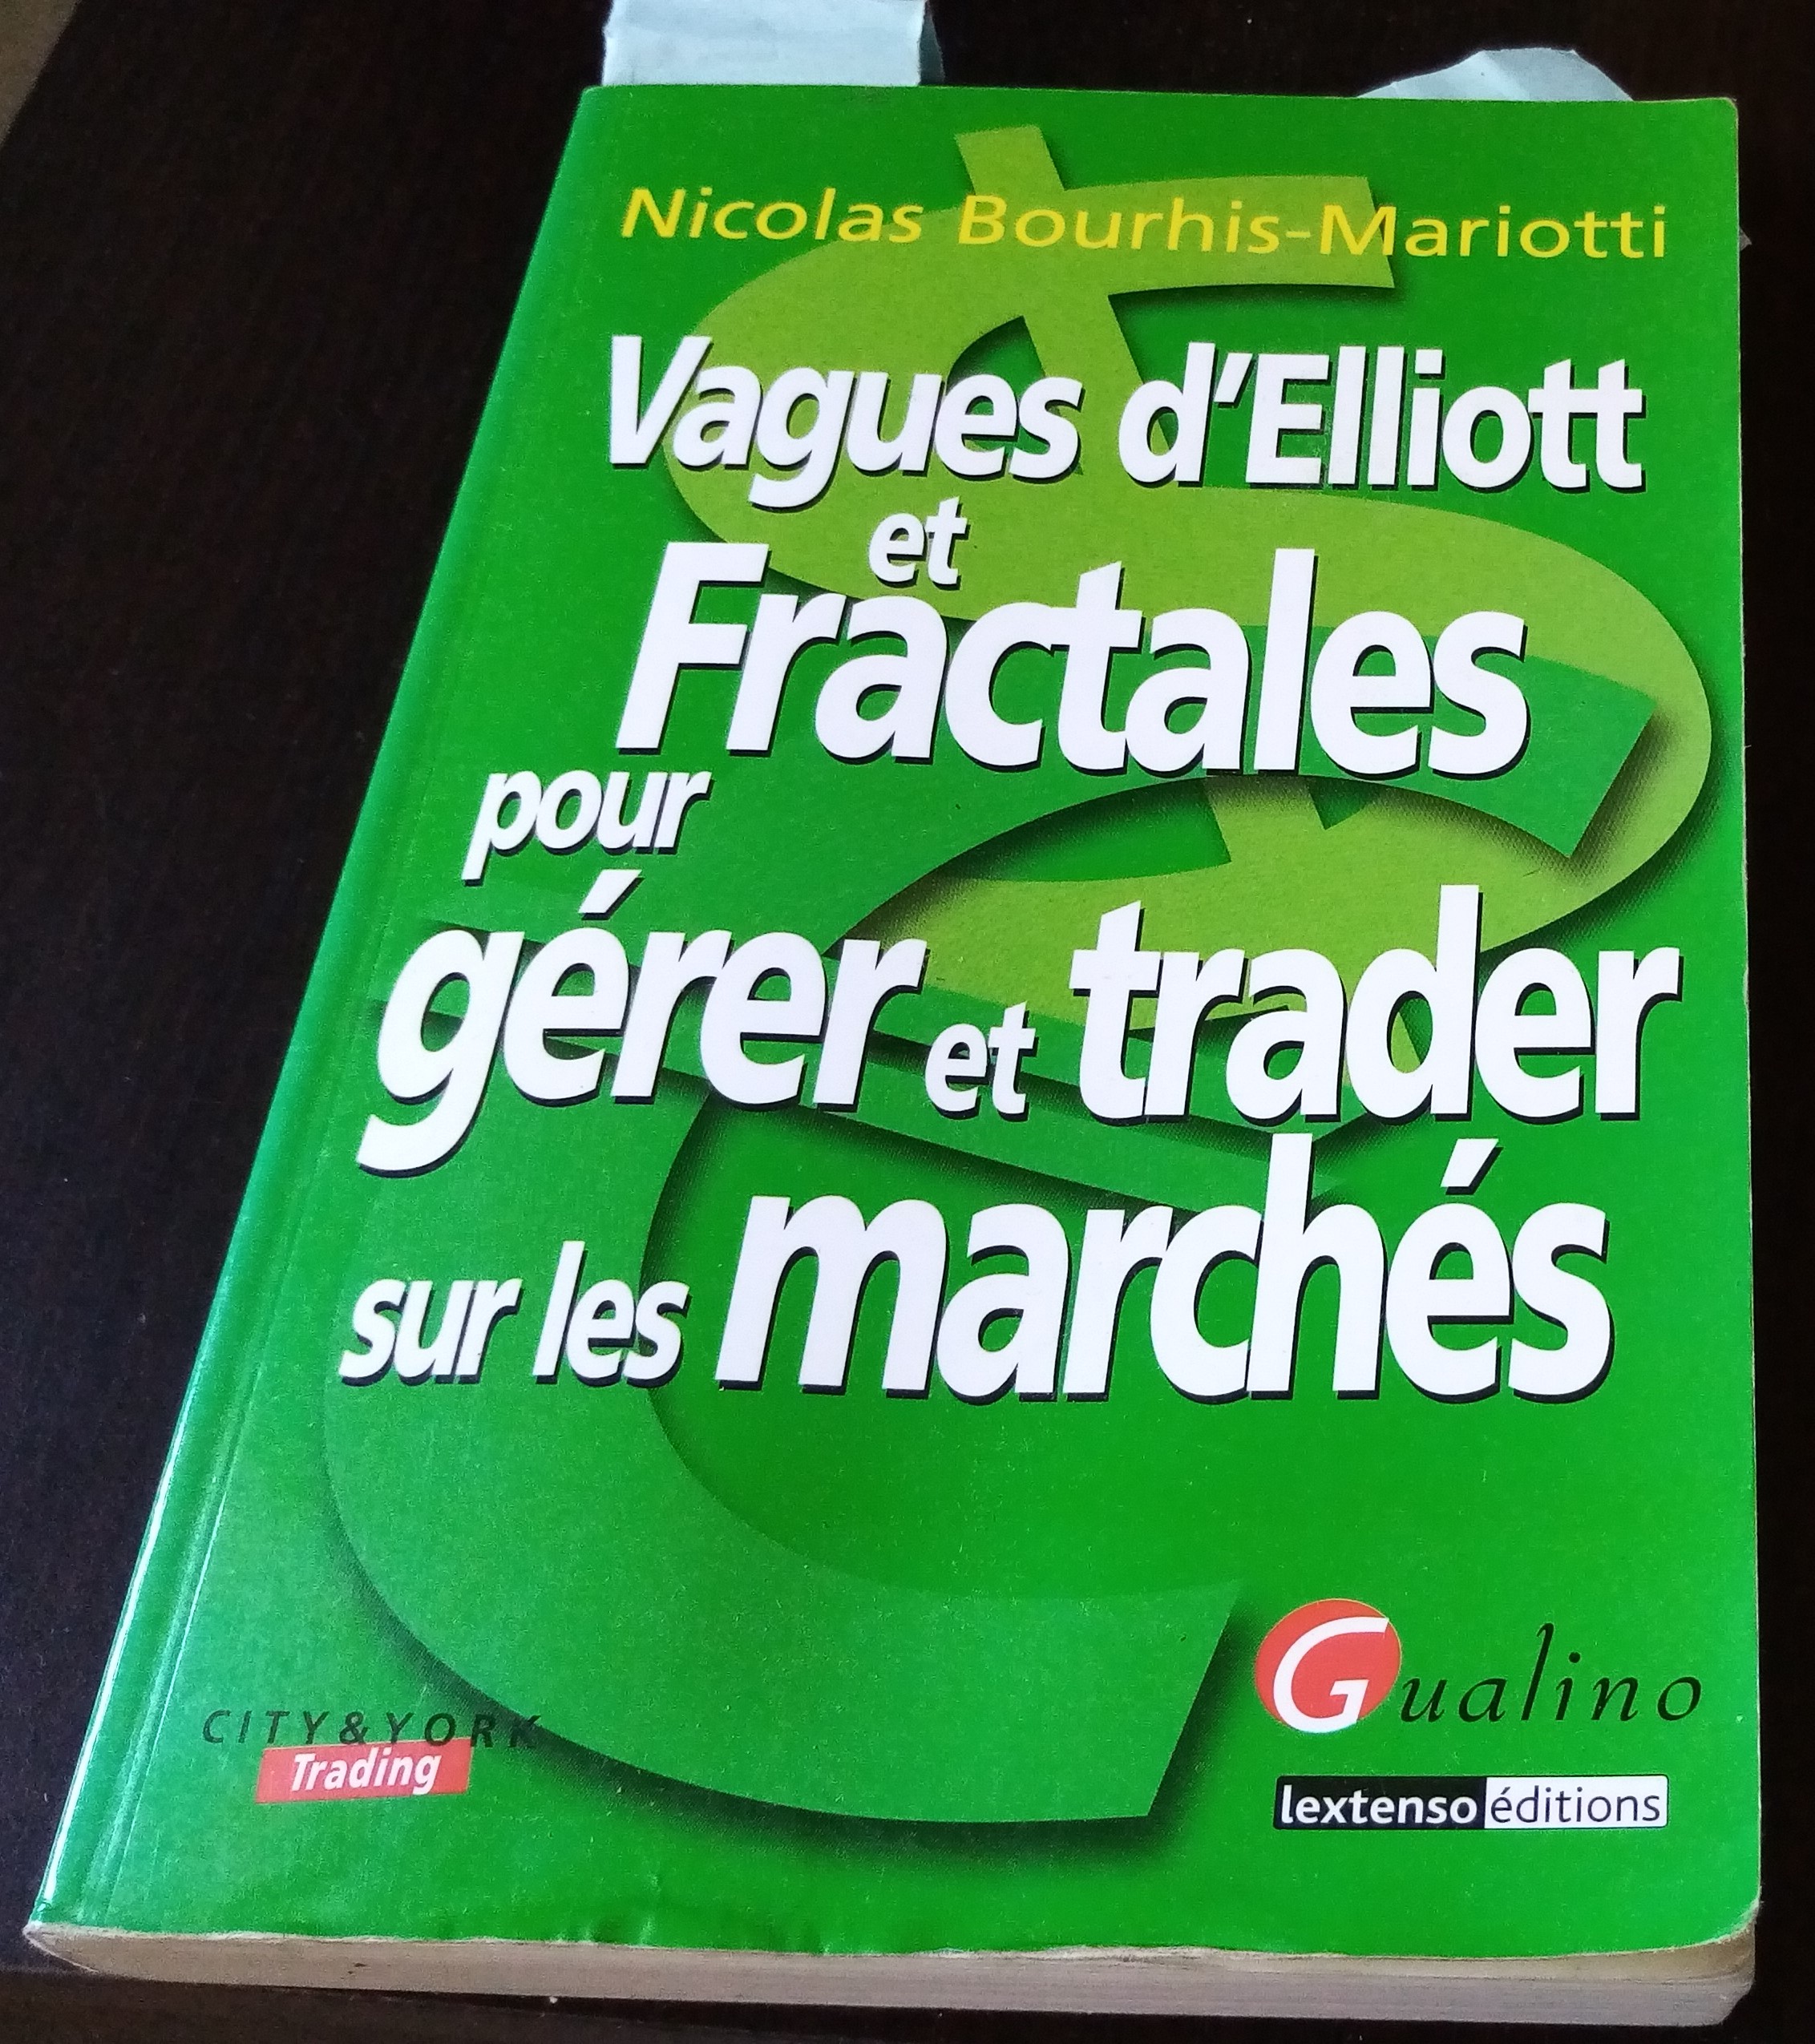 Nicolas Bourhis-Mariotti
Vagues d'Elliott
et
Fractales
pour
gérer et trader
sur les marchés
Gualino
CITY&YORK
Trading
lextenso éditions